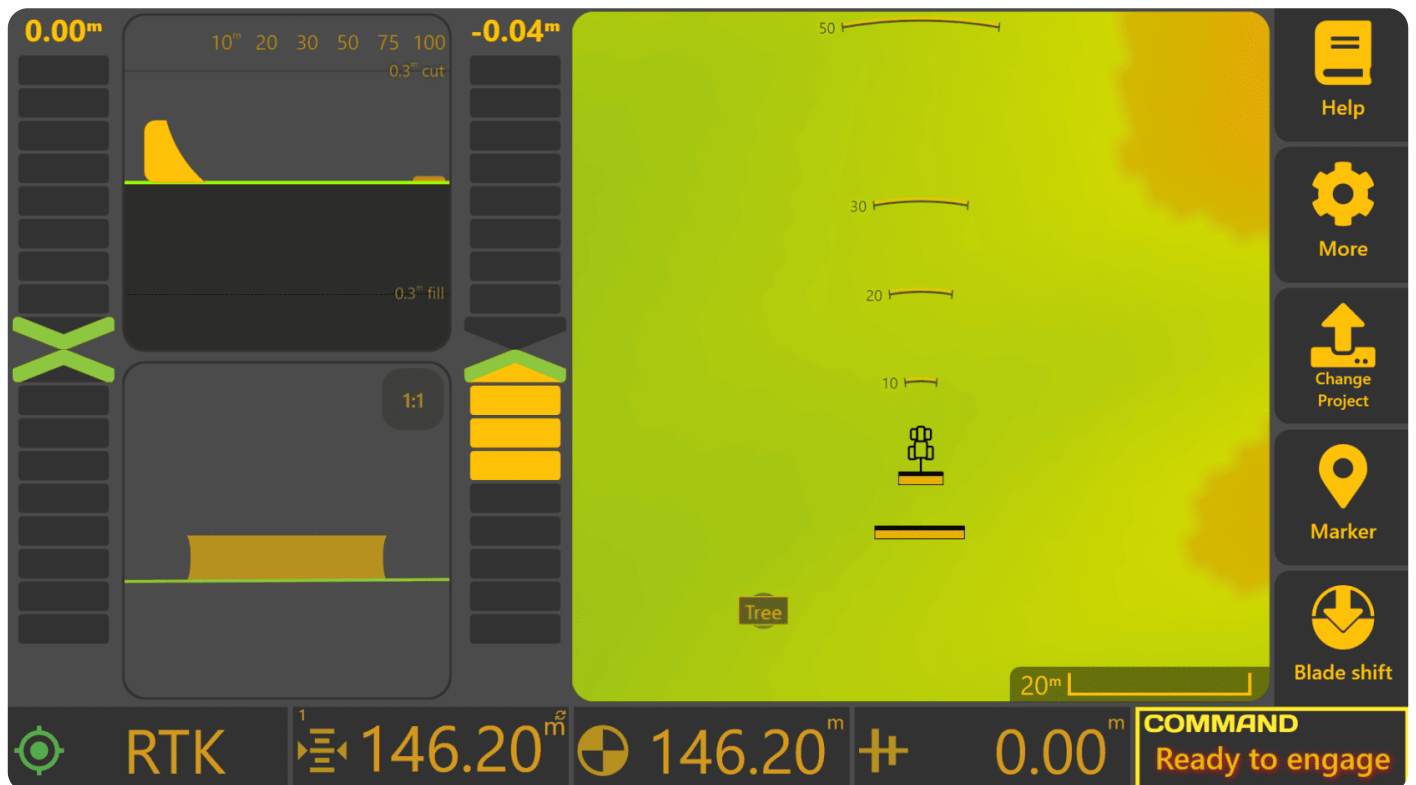 0.00m
10m 20 30 50 75 100
0.3m cut
0.3m fill
1:1
-0.04m
50
30
20
10
Tree
20m
Help
More
Change
Project
Marker
Blade shift
RTK
1
146.20m
146.20m
0.00m
COMMAND
Ready to engage